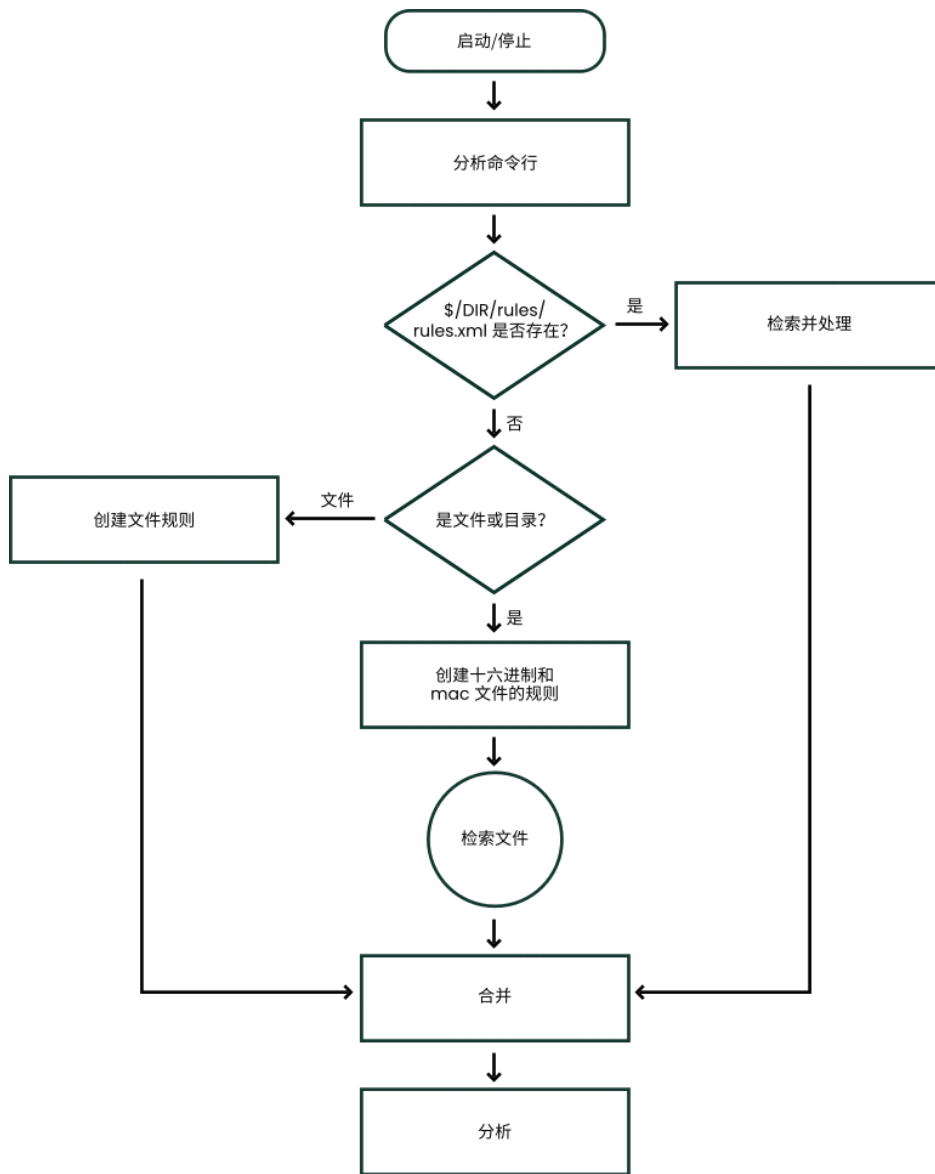 启动/停止
分析命令行
$/DIR/rules/
rules.xml 是否存在?
是
检索并处理
否
文件
创建文件规则
是文件或目录?
是
创建十六进制和
mac 文件的规则
检索文件
合并
分析